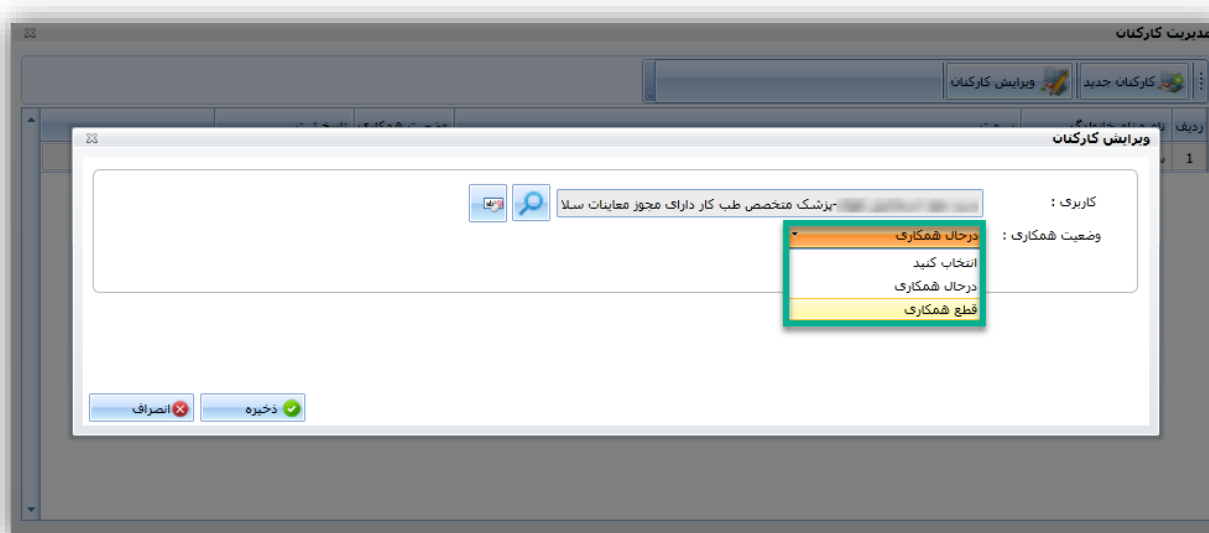 مدیریت کارکنان
کارکنان جدید ویرایش کارکنان
ردیف
1
ویرایش کارکنان
کاربری :
-پزشک متخصص طب کار دارای مجوز معاینات سلا
وضعیت همکاری : درحال همکاری
انتخاب کنید
درحال همکاری
قطع همکاری
ذخیره انصراف